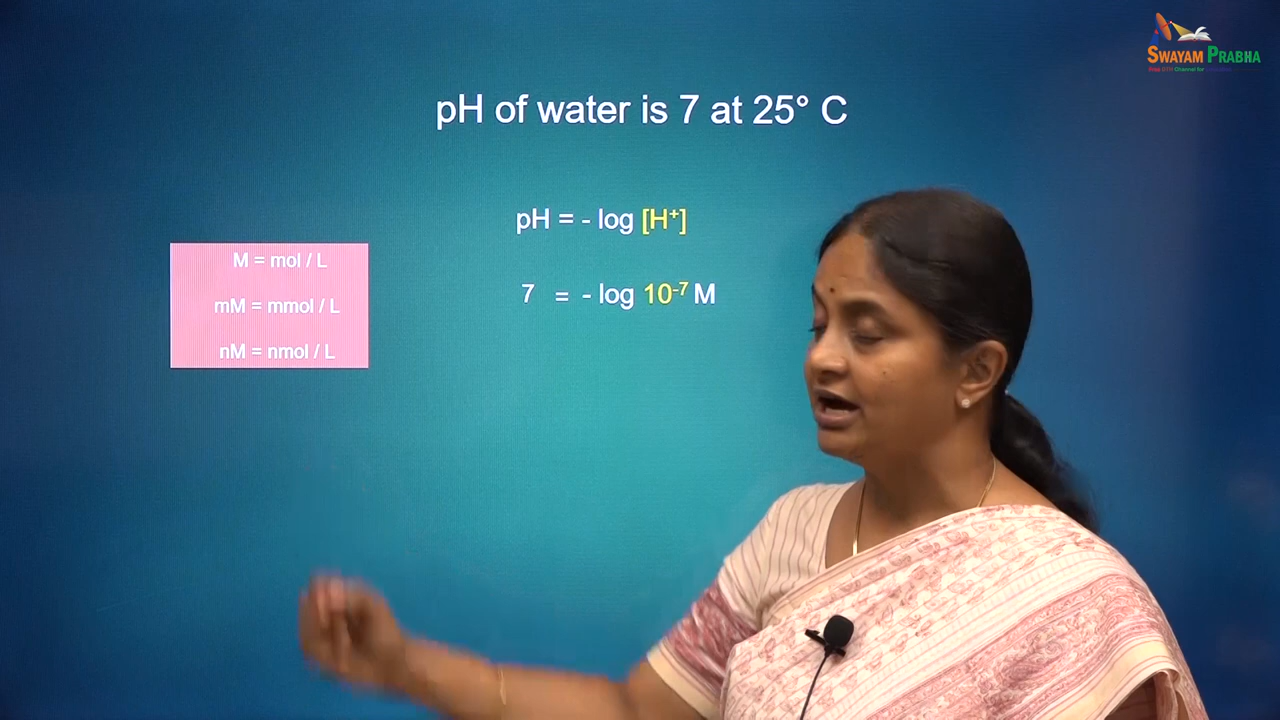 SWAYAM PRABHA
pH of water is 7 at 25° C
pH = - log [H⁺]
7 = - log 10⁻⁷ M
M = mol / L
mM = mmol / L
nM = nmol / L